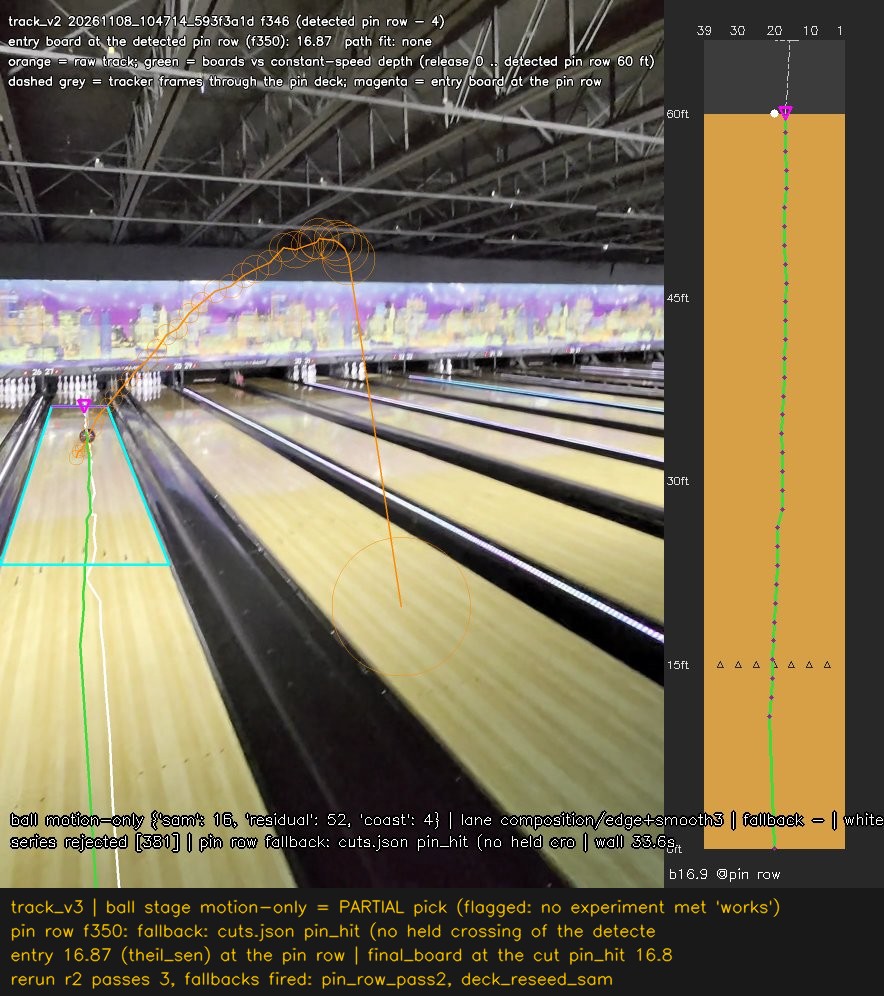 track_v2 20261108_104714_593f3a1d f346 (detected pin row - 4)
entry board at the detected pin row (f350): 16.87 path fit: none
orange = raw track; green = boards vs constant-speed depth (release 0 .. detected pin row 60 ft)
dashed grey = tracker frames through the pin deck; magenta = entry board at the pin row
39 30 20 10 1
60ft
45ft
26 27
28 29
30ft
15ft
ball motion-only {'sam': 16, 'residual': 52, 'coast': 4} | lane composition/edge+smooth3 | fallback - | white
series rejected [381] | pin row fallback: cuts.json pin_hit (no held cro | wall 33.6s
0ft
b16.9 @pin row
track_v3 | ball stage motion-only = PARTIAL pick (flagged: no experiment met 'works')
pin row f350: fallback: cuts.json pin_hit (no held crossing of the detecte
entry 16.87 (theil_sen) at the pin row | final_board at the cut pin_hit 16.8
rerun r2 passes 3, fallbacks fired: pin_row_pass2, deck_reseed_sam